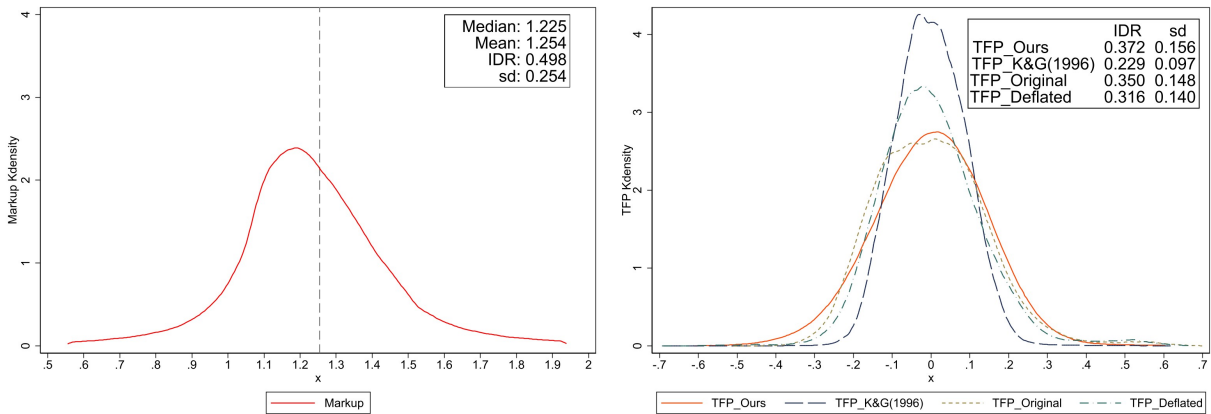 4
3
2
1
0
Markup Kdensity
Median: 1.225
Mean: 1.254
IDR: 0.498
sd: 0.254
.5 .6 .7 .8 .9 1 1.1 1.2 1.3 1.4 1.5 1.6 1.7 1.8 1.9 2
x
Markup
4
3
2
1
0
TFP Kdensity
IDR sd
TFP_Ours 0.372 0.156
TFP_K&G(1996) 0.229 0.097
TFP_Original 0.350 0.148
TFP_Deflated 0.316 0.140
-.7 -.6 -.5 -.4 -.3 -.2 -.1 0 .1 .2 .3 .4 .5 .6 .7
x
TFP_Ours TFP_K&G(1996) TFP_Original TFP_Deflated